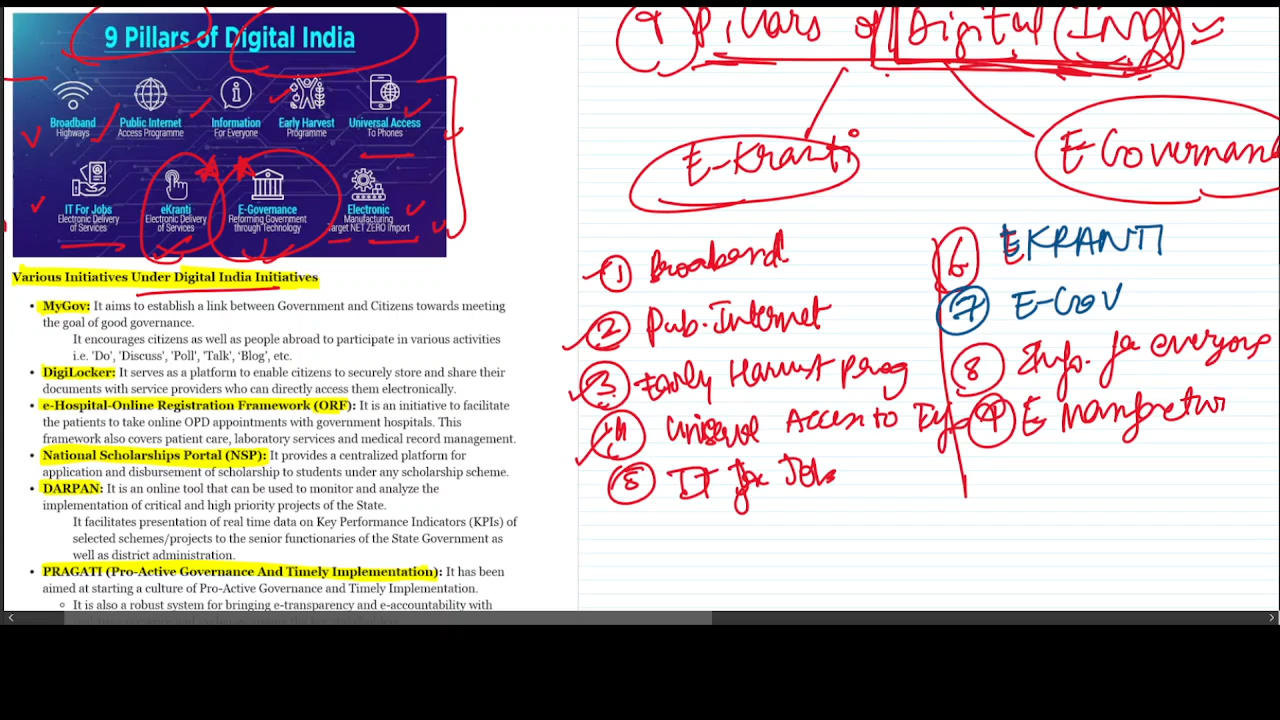 9 Pillars of Digital India
Broadband
Highways
Public Internet
Access Programme
Information
For Everyone
Early Harvest
Programme
Universal Access
To Phones
IT For Jobs
Electronic Delivery
of Services
eKranti
Electronic Delivery
of Services
E-Governance
Reforming Government
through Technology
Electronic
Manufacturing
Target NET ZERO Import
Various Initiatives Under Digital India Initiatives
• MyGov: It aims to establish a link between Government and Citizens towards meeting
the goal of good governance.
It encourages citizens as well as people abroad to participate in various activities
i.e. 'Do', 'Discuss', 'Poll', 'Talk', 'Blog', etc.
• DigiLocker: It serves as a platform to enable citizens to securely store and share their
documents with service providers who can directly access them electronically.
• e-Hospital-Online Registration Framework (ORF): It is an initiative to facilitate
the patients to take online OPD appointments with government hospitals. This
framework also covers patient care, laboratory services and medical record management.
• National Scholarships Portal (NSP): It provides a centralized platform for
application and disbursement of scholarship to students under any scholarship scheme.
• DARPAN: It is an online tool that can be used to monitor and analyze the
implementation of critical and high priority projects of the State.
It facilitates presentation of real time data on Key Performance Indicators (KPIs) of
selected schemes/projects to the senior functionaries of the State Government as
well as district administration.
• PRAGATI (Pro-Active Governance And Timely Implementation): It has been
aimed at starting a culture of Pro-Active Governance and Timely Implementation.
It is also a robust system for bringing e-transparency and e-accountability with
9 Pillars of Digital
E-Kranti
E-Governan
1 Broaband
2 Pub. Internet
3 Early Harvest Prog
4 Access to
5 IT for Jobs
6 EKRANTI
7 E-Gov
8 Info. for everyone
9 E